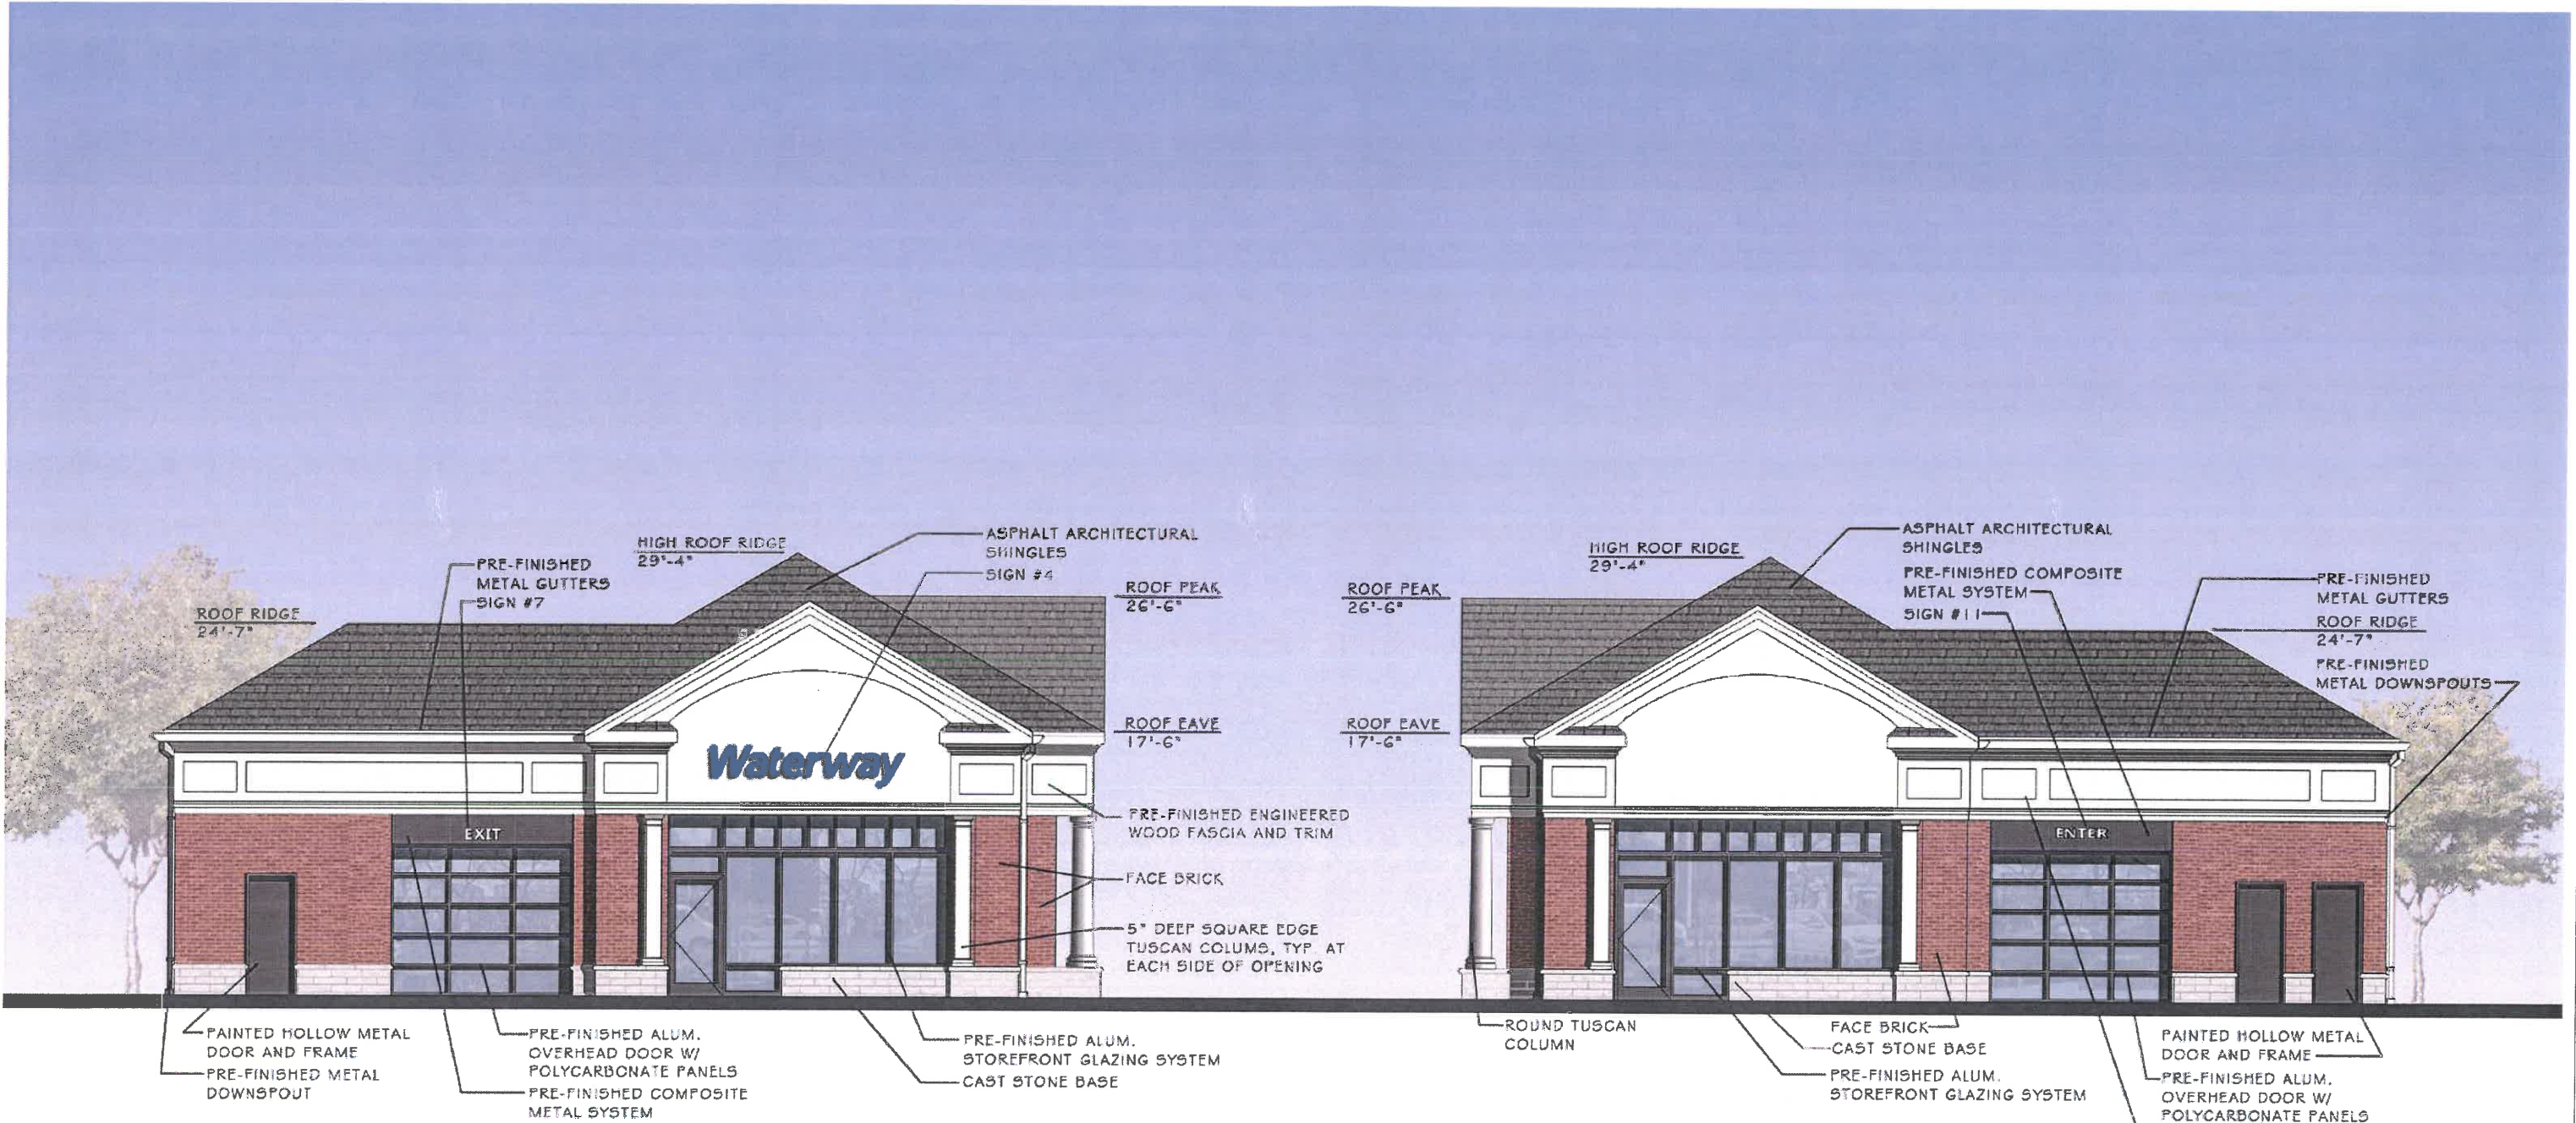 HIGH ROOF RIDGE
29'-4"
ASPHALT ARCHITECTURAL
SHINGLES
SIGN #4
PRE-FINISHED
METAL GUTTERS
SIGN #7
ROOF RIDGE
24'-7"
ROOF PEAK
26'-6"
ROOF EAVE
17'-6"
Waterway
EXIT
PRE-FINISHED ENGINEERED
WOOD FASCIA AND TRIM
FACE BRICK
5" DEEP SQUARE EDGE
TUSCAN COLUMS, TYP. AT
EACH SIDE OF OPENING
PAINTED HOLLOW METAL
DOOR AND FRAME
PRE-FINISHED METAL
DOWNSPOUT
PRE-FINISHED ALUM.
OVERHEAD DOOR W/
POLYCARBONATE PANELS
PRE-FINISHED COMPOSITE
METAL SYSTEM
PRE-FINISHED ALUM.
STOREFRONT GLAZING SYSTEM
CAST STONE BASE
HIGH ROOF RIDGE
29'-4"
ROOF PEAK
26'-6"
ROOF EAVE
17'-6"
ASPHALT ARCHITECTURAL
SHINGLES
PRE-FINISHED COMPOSITE
METAL SYSTEM
SIGN #11
PRE-FINISHED
METAL GUTTERS
ROOF RIDGE
24'-7"
PRE-FINISHED
METAL DOWNSPOUTS
ENTER
ROUND TUSCAN
COLUMN
FACE BRICK
CAST STONE BASE
PRE-FINISHED ALUM.
STOREFRONT GLAZING SYSTEM
PAINTED HOLLOW METAL
DOOR AND FRAME
PRE-FINISHED ALUM.
OVERHEAD DOOR W/
POLYCARBONATE PANELS